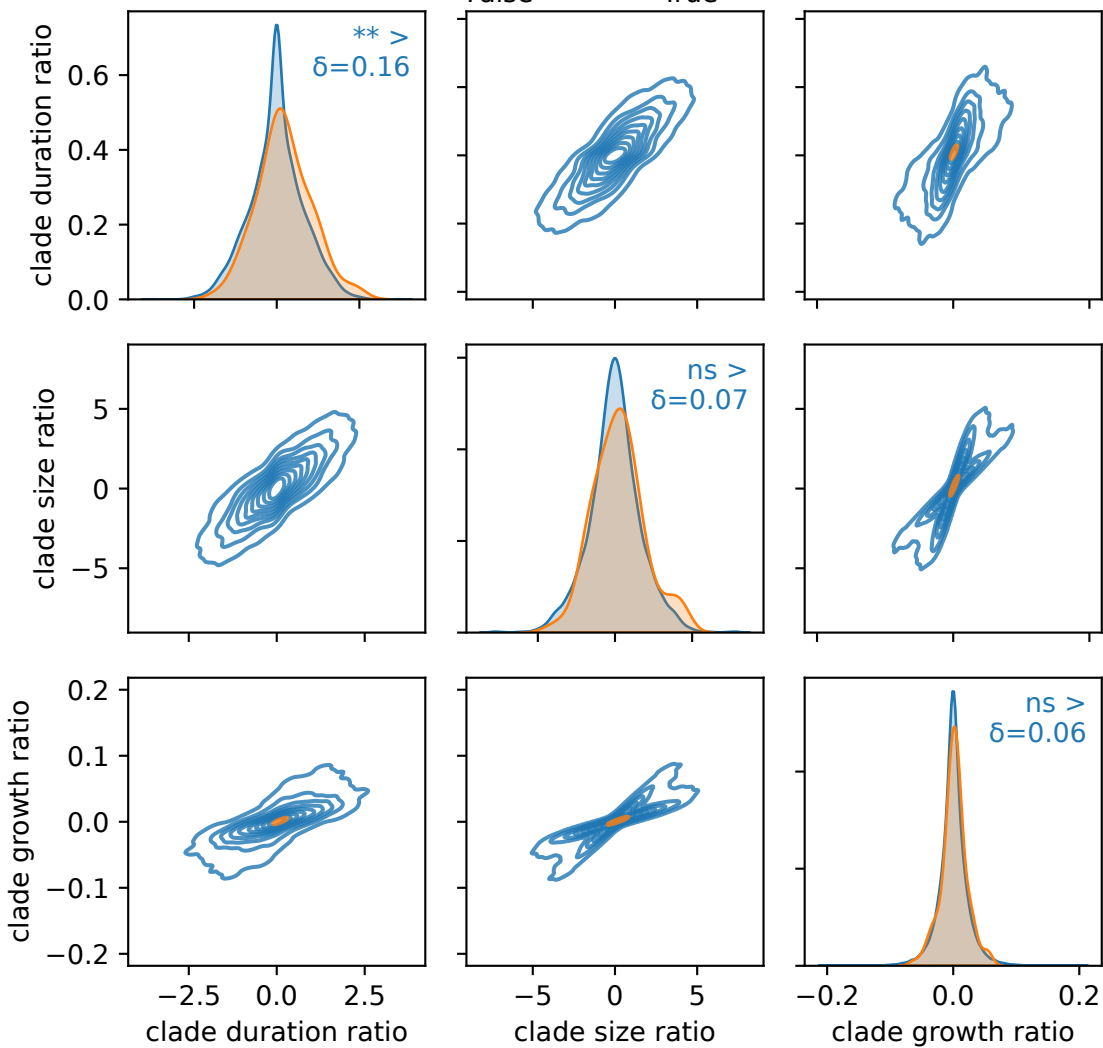 False True
clade duration ratio
0.6
0.4
0.2
0.0
** >
δ=0.16
clade size ratio
5
0
−5
ns >
δ=0.07
clade growth ratio
0.2
0.1
0.0
−0.1
−0.2
ns >
δ=0.06
−2.5 0.0 2.5 −5 0 5 −0.2 0.0 0.2
clade duration ratio clade size ratio clade growth ratio